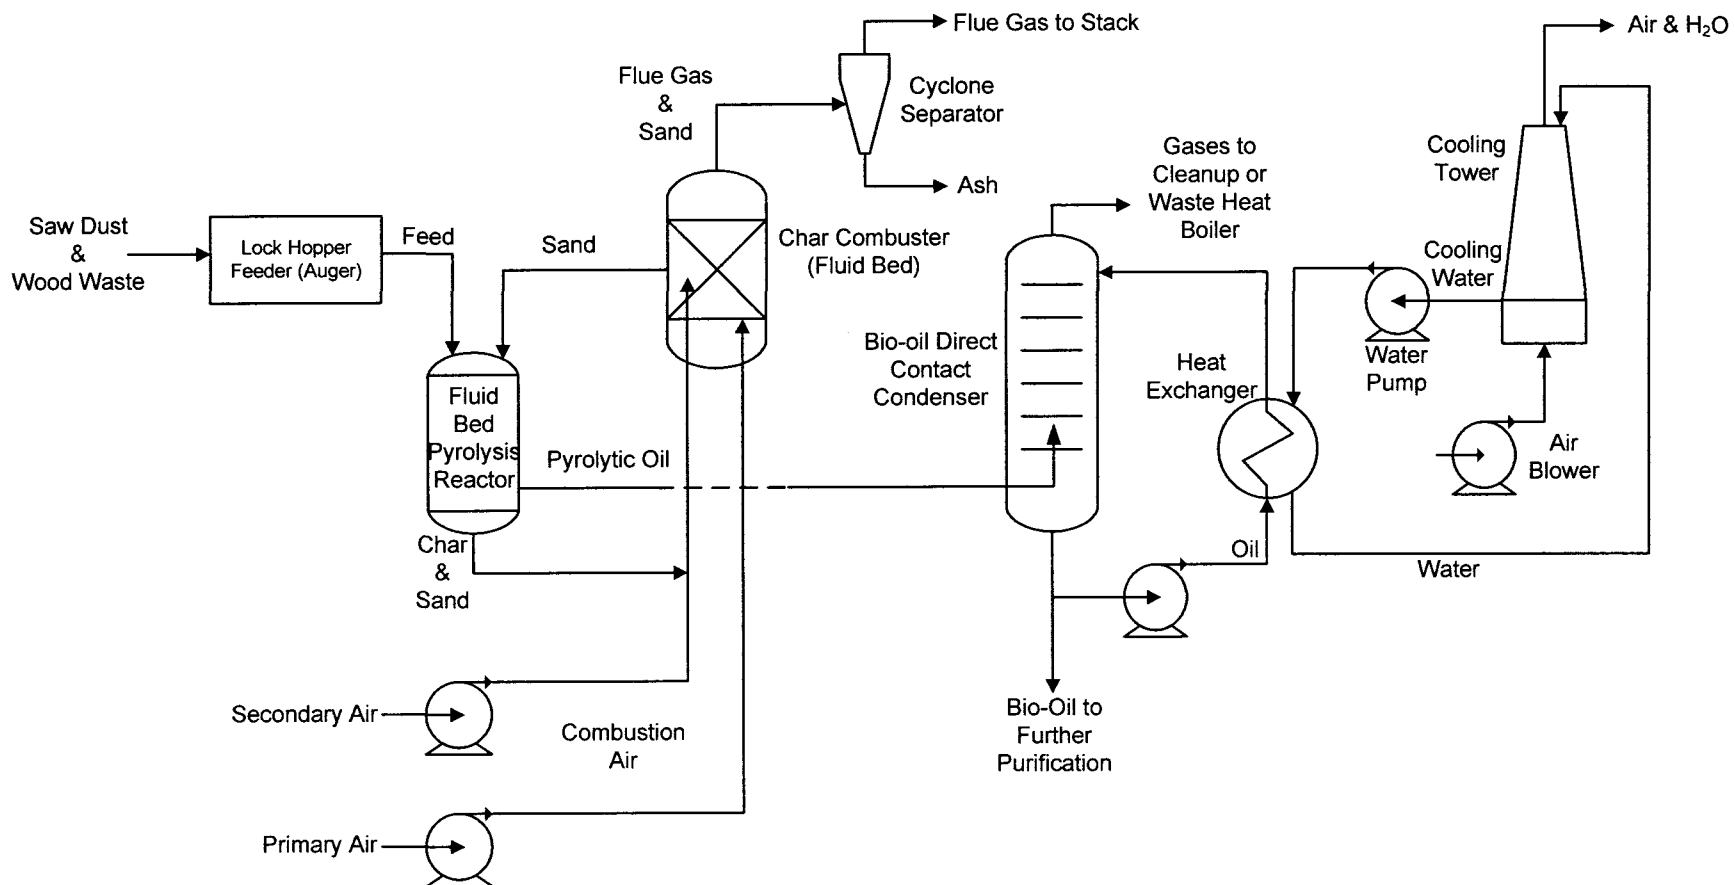 Flue Gas to Stack
Air & H₂O
Flue Gas
&
Sand
Cyclone
Separator
Ash
Gases to
Cleanup or
Waste Heat
Boiler
Cooling
Tower
Saw Dust
&
Wood Waste
Lock Hopper
Feeder (Auger)
Feed
Sand
Char Combuster
(Fluid Bed)
Cooling
Water
Bio-oil Direct
Contact
Condenser
Heat
Exchanger
Water
Pump
Fluid
Bed
Pyrolysis
Reactor
Pyrolytic Oil
Air
Blower
Char
&
Sand
Oil
Water
Secondary Air
Combustion
Air
Bio-Oil to
Further
Purification
Primary Air